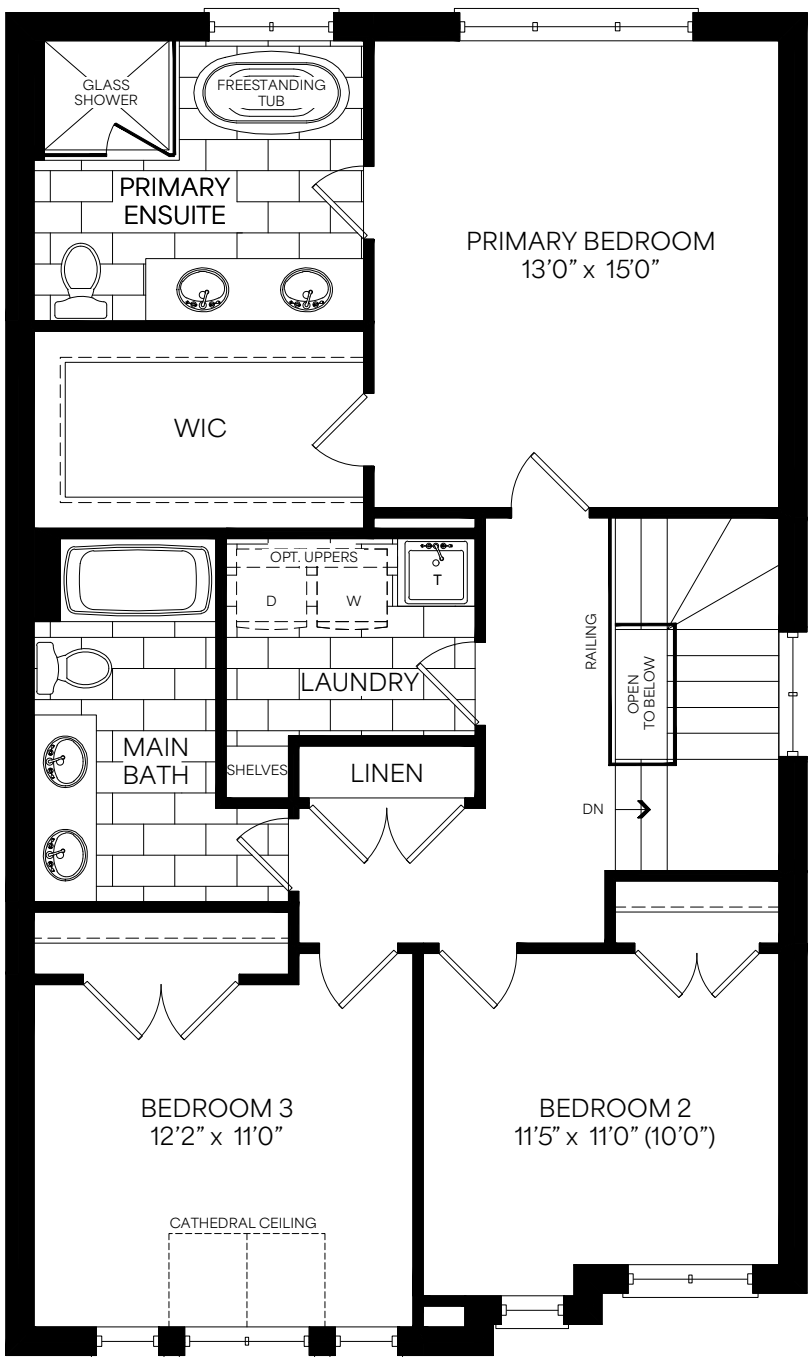 GLASS
SHOWER
FREESTANDING
TUB
PRIMARY
ENSUITE
PRIMARY BEDROOM
13'0” x 15'0”
WIC
OPT. UPPERS
D
W
T
LAUNDRY
RAILING
OPEN
TO BELOW
MAIN
BATH
SHELVES
LINEN
DN
BEDROOM 3
12'2” x 11'0”
BEDROOM 2
11'5” x 11'0” (10'0”)
CATHEDRAL CEILING